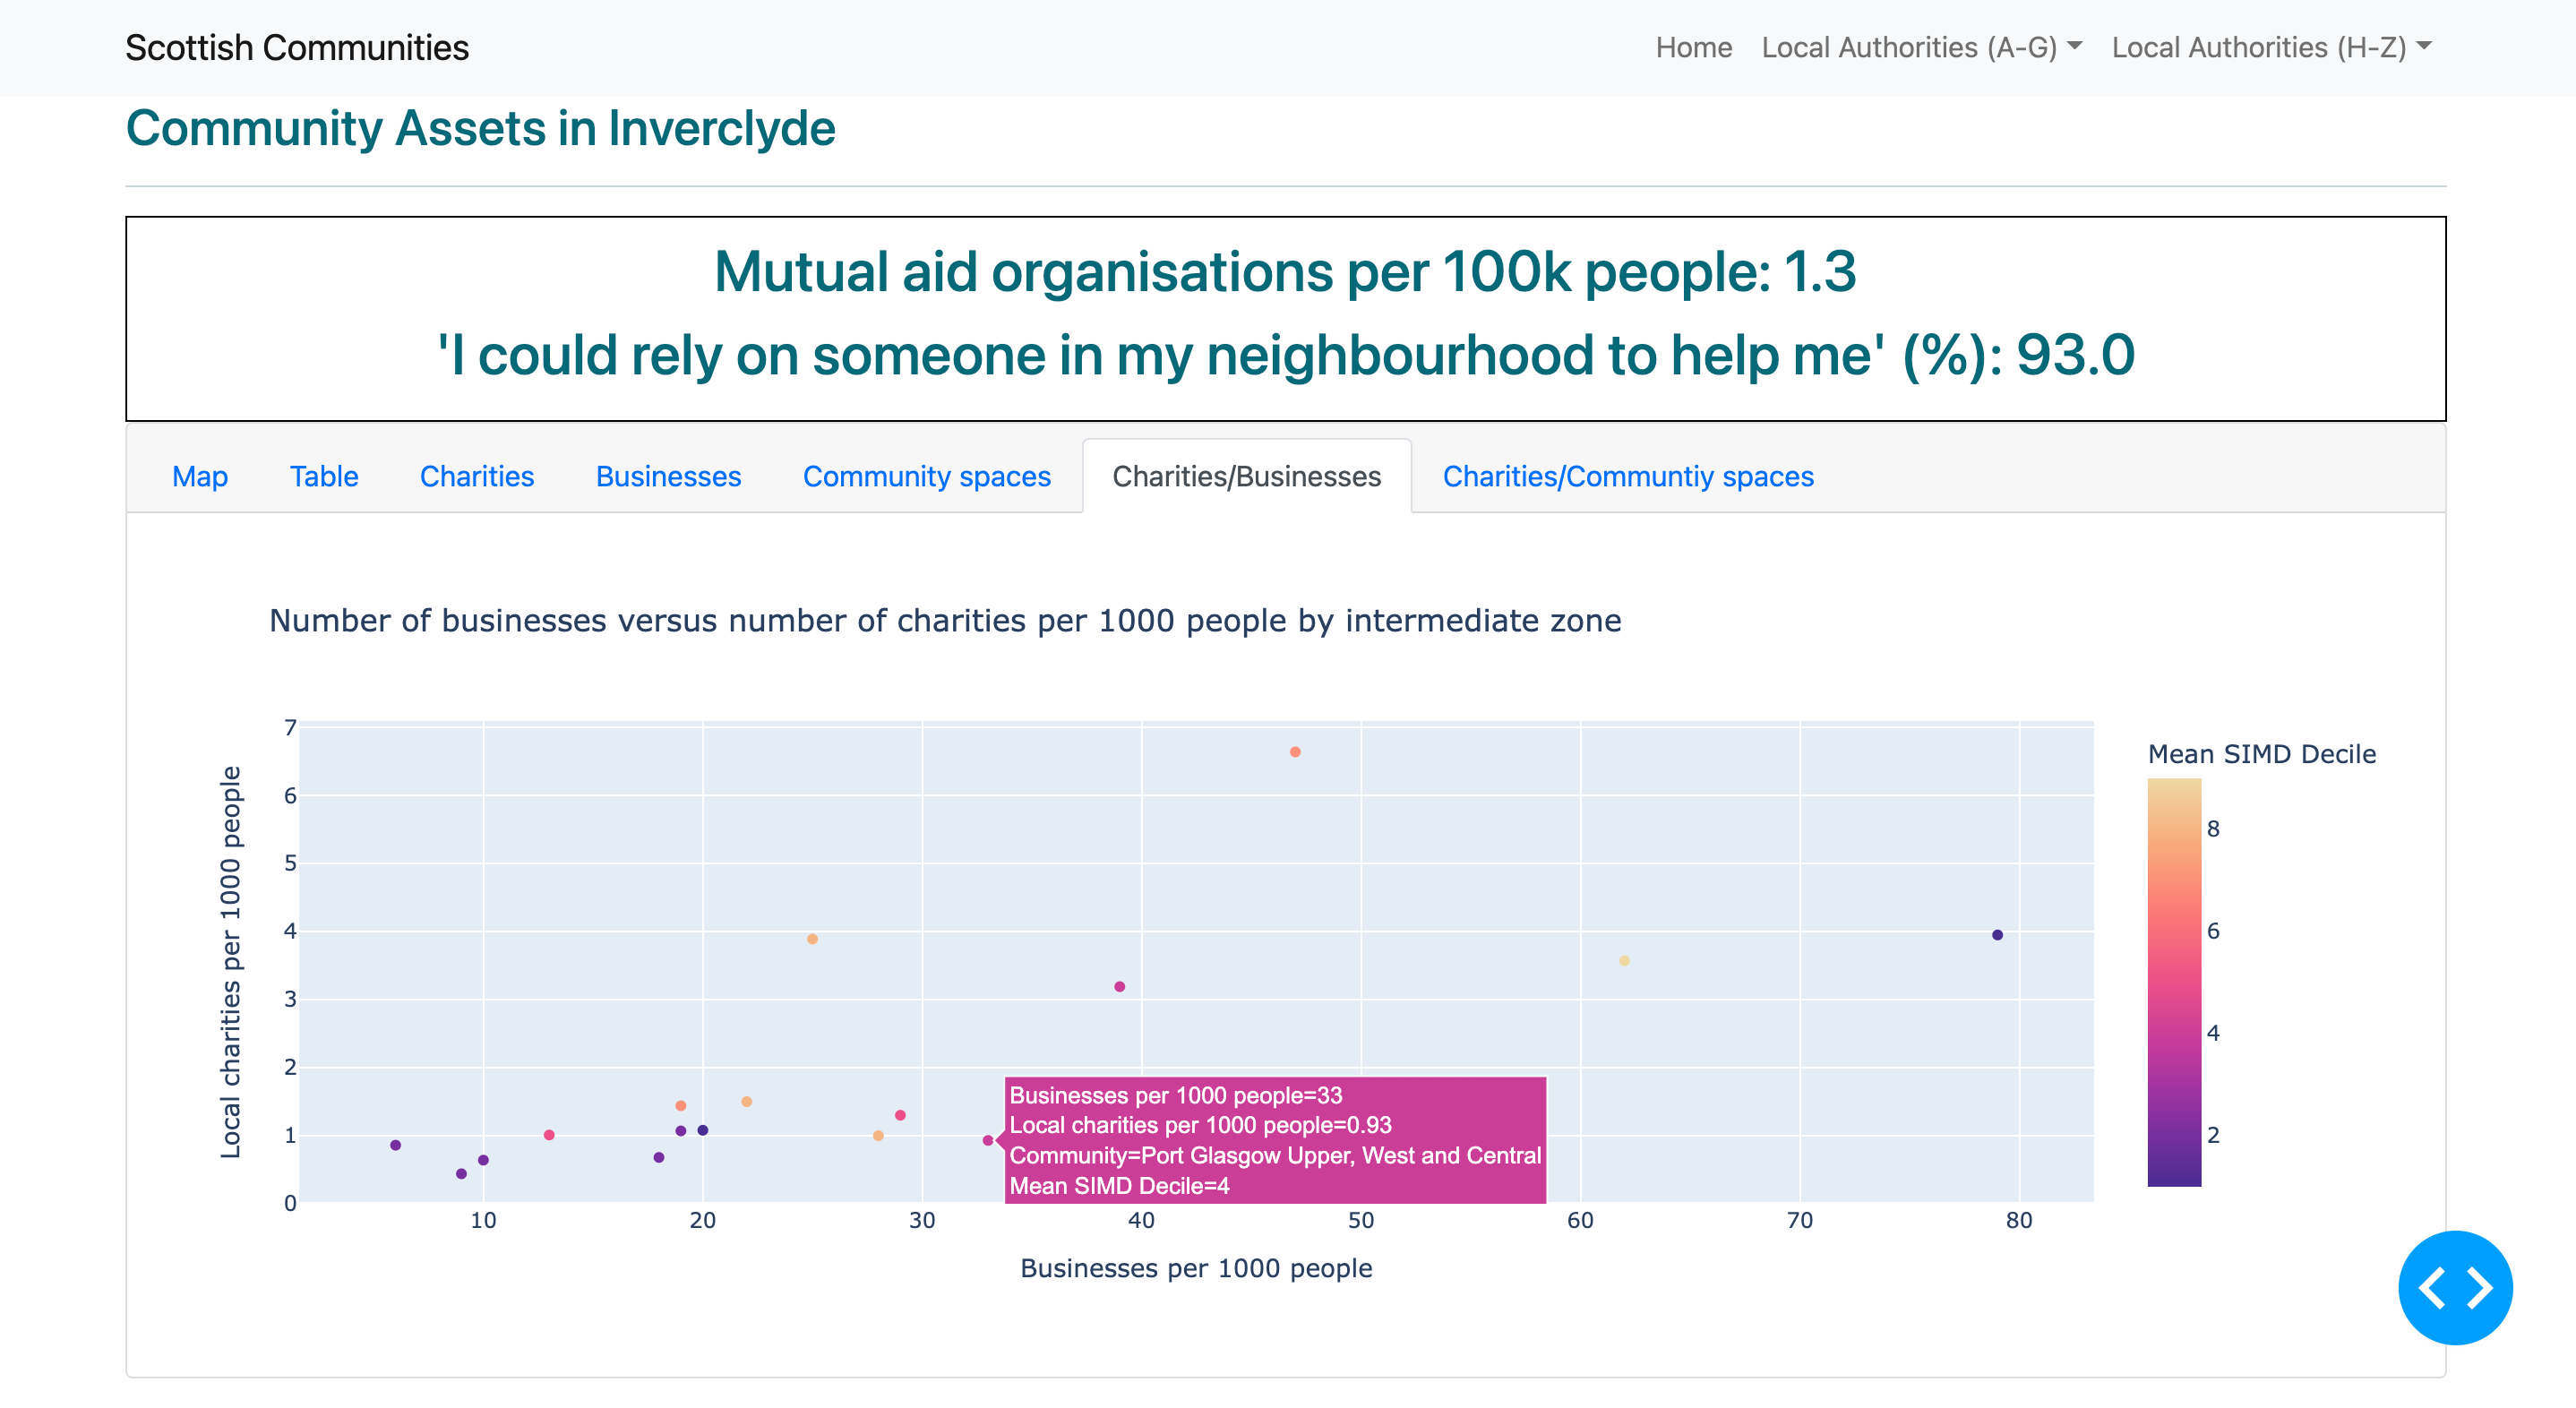 Scottish Communities
Home
Local Authorities (A-G)
Local Authorities (H-Z)
Community Assets in Inverclyde
Mutual aid organisations per 100k people: 1.3
'I could rely on someone in my neighbourhood to help me' (%): 93.0
Map
Table
Charities
Businesses
Community spaces
Charities/Businesses
Charities/Communtiy spaces
Number of businesses versus number of charities per 1000 people by intermediate zone
7
6
5
4
3
2
1
0
Local charities per 1000 people
Businesses per 1000 people=33
Local charities per 1000 people=0.93
Community=Port Glasgow Upper, West and Central
Mean SIMD Decile=4
10
20
30
40
50
60
70
80
Businesses per 1000 people
Mean SIMD Decile
8
6
4
2